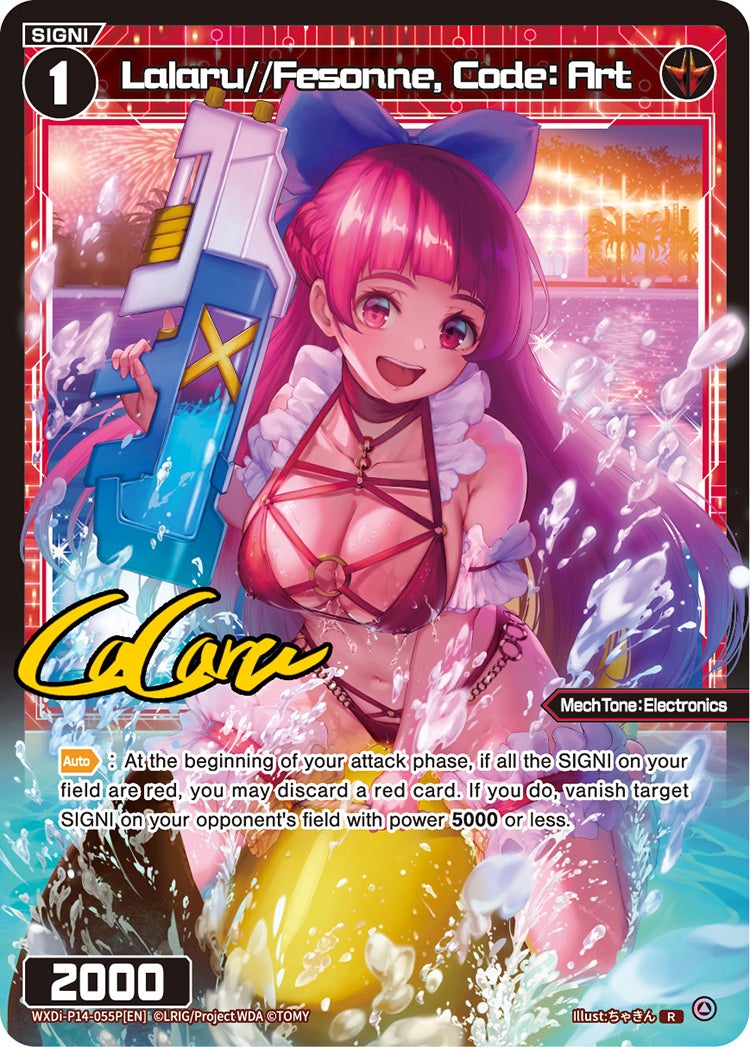 SIGNI
1 Lalaru//Fesonne, Code: Art
LaLaru
MechTone:Electronics
Auto : At the beginning of your attack phase, if all the SIGNI on your
field are red, you may discard a red card. If you do, vanish target
SIGNI on your opponent's field with power 5000 or less.
2000
WXDi-P14-055P[EN] ©LRIG/Project WDA ©TOMY
Illust:ちゃきん R